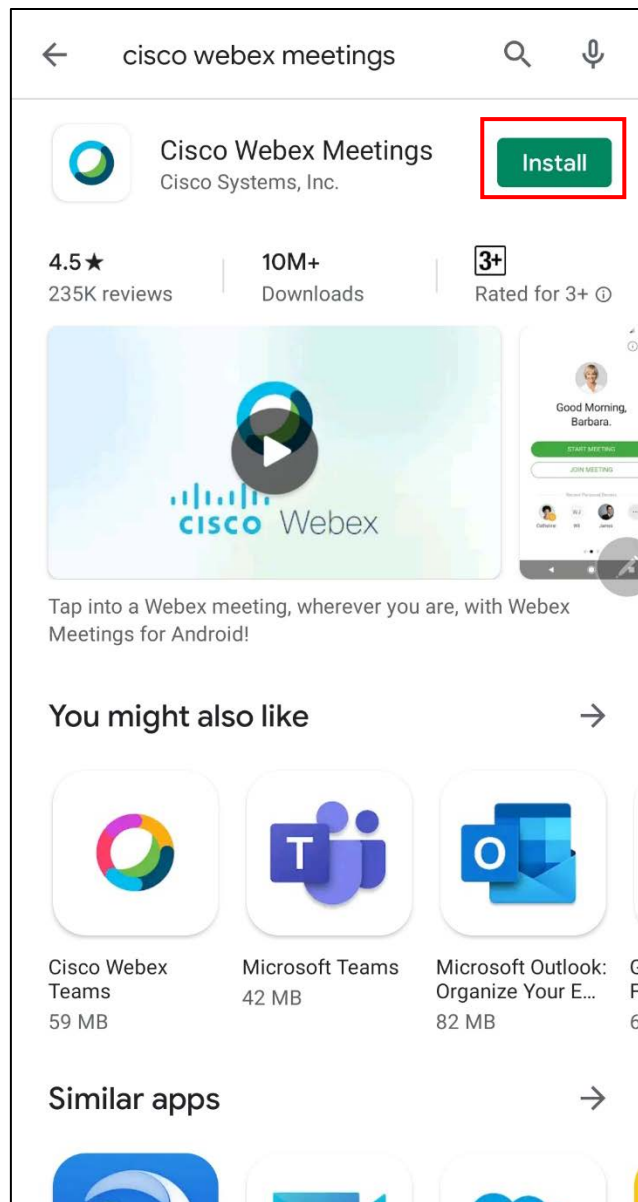 cisco webex meetings
Cisco Webex Meetings
Cisco Systems, Inc.
Install
4.5★
235K reviews
10M+
Downloads
3+
Rated for 3+
CISCO Webex
Good Morning,
Barbara.
START MEETING
JOIN MEETING
Tap into a Webex meeting, wherever you are, with Webex
Meetings for Android!
You might also like
T
O
Cisco Webex
Teams
59 MB
Microsoft Teams
42 MB
Microsoft Outlook:
Organize Your E...
82 MB
Similar apps